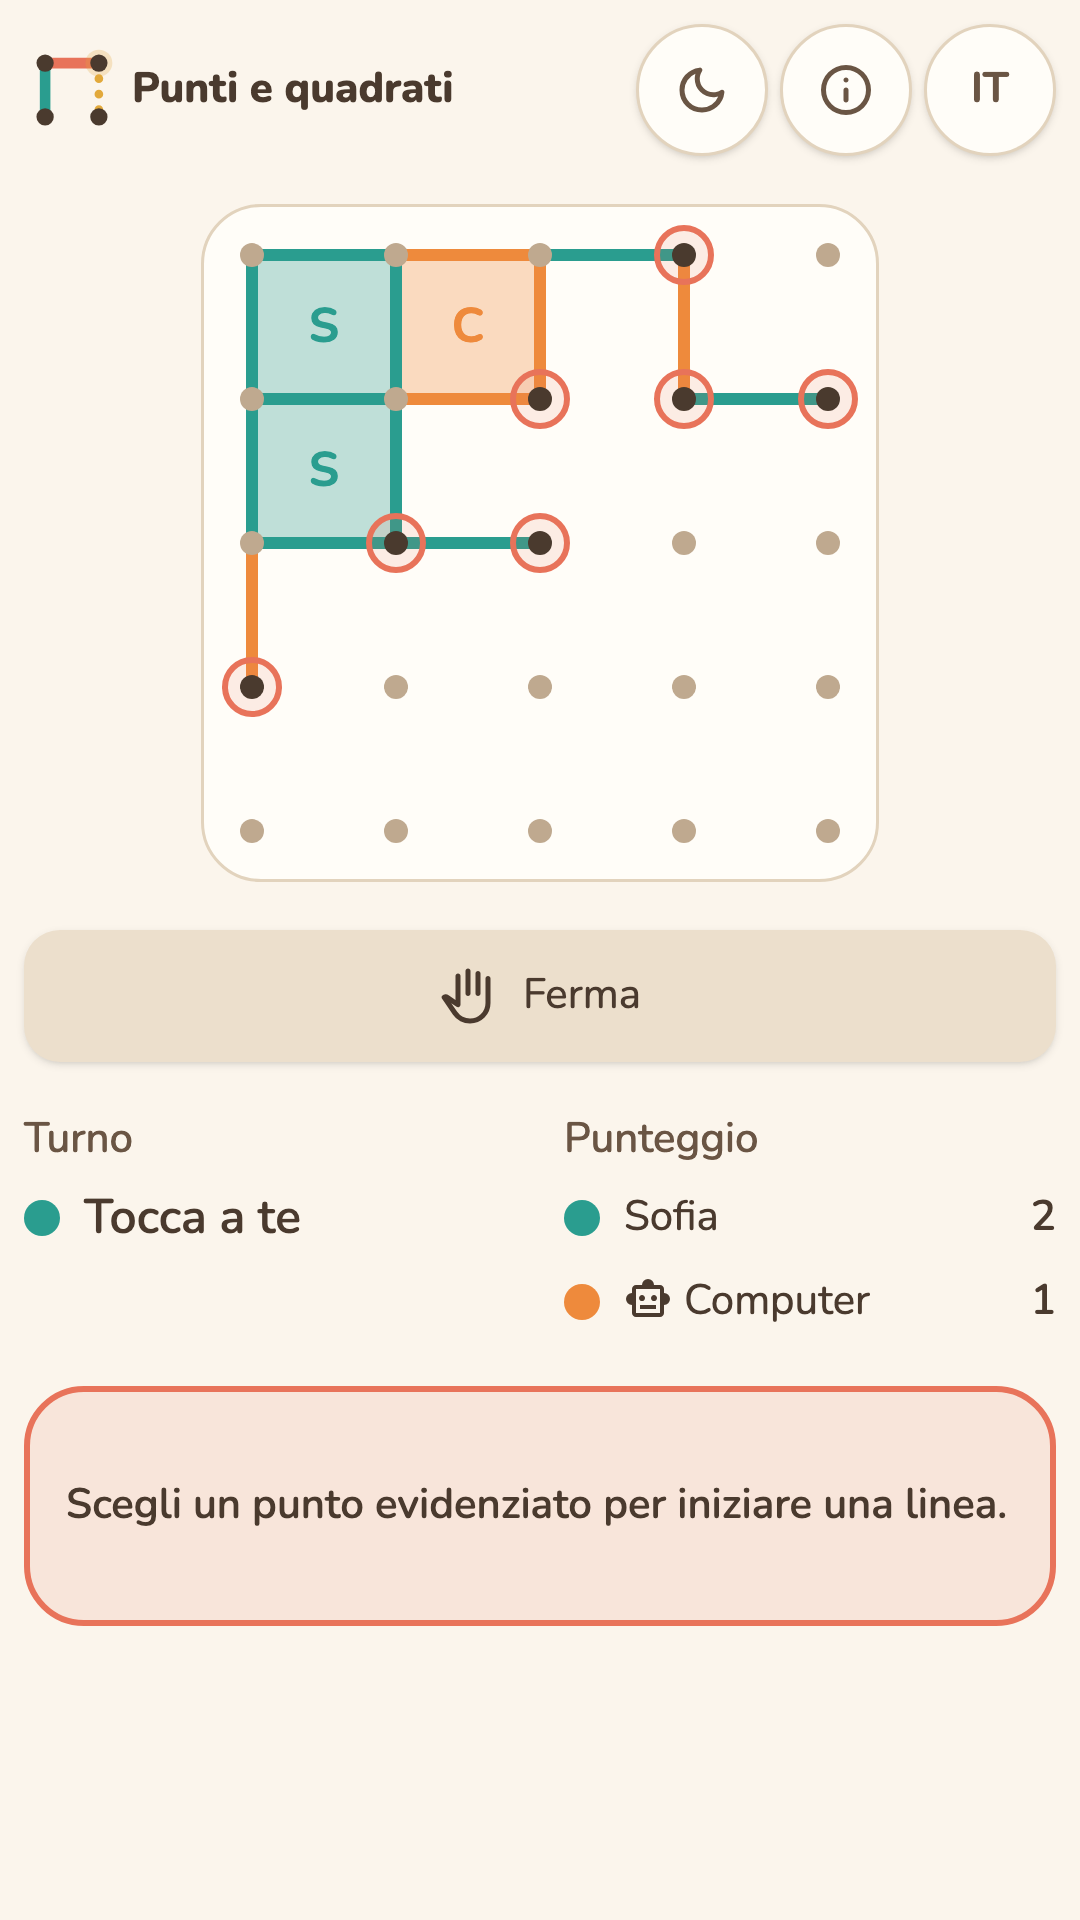 Punti e quadrati
IT
S C
S
Ferma
Turno
Tocca a te
Punteggio
Sofia 2
Computer 1
Scegli un punto evidenziato per iniziare una linea.